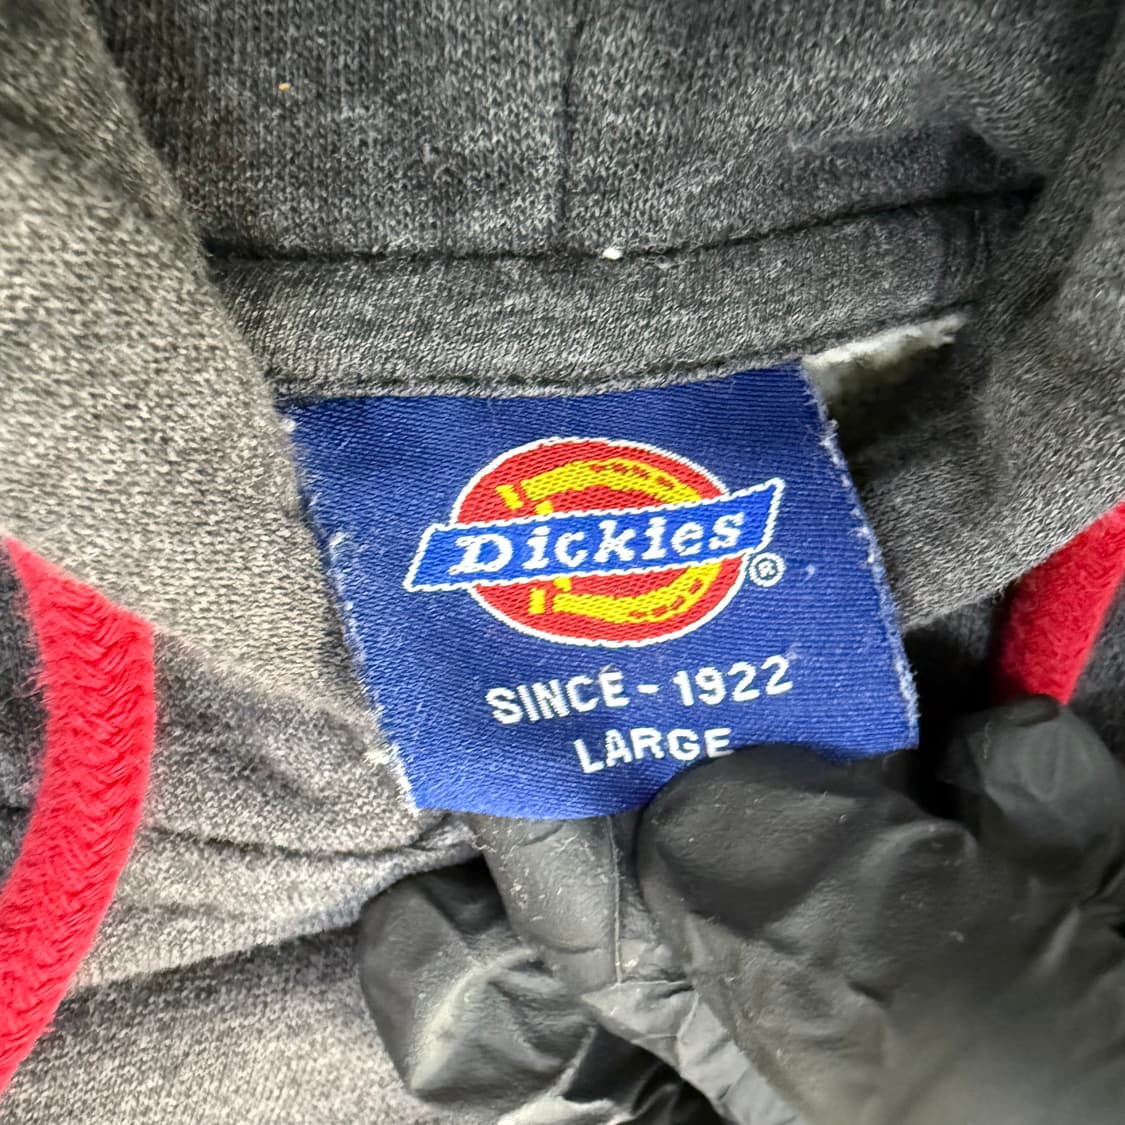 Dickies
®
SINCE - 1922
LARGE